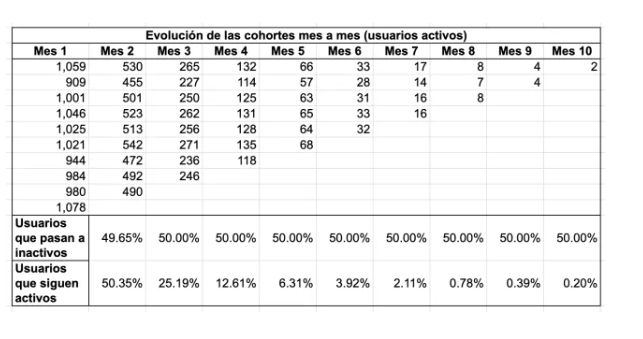 Evolución de las cohortes mes a mes (usuarios activos)
Mes 1 Mes 2 Mes 3 Mes 4 Mes 5 Mes 6 Mes 7 Mes 8 Mes 9 Mes 10
1,059 530 265 132 66 33 17 8 4 2
909 455 227 114 57 28 14 7 4
1,001 501 250 125 63 31 16 8
1,046 523 262 131 65 33 16
1,025 513 256 128 64 32
1,021 542 271 135 68
944 472 236 118
984 492 246
980 490
1,078
Usuarios
que pasan a
inactivos
49.65% 50.00% 50.00% 50.00% 50.00% 50.00% 50.00% 50.00% 50.00%
Usuarios
que siguen
activos
50.35% 25.19% 12.61% 6.31% 3.92% 2.11% 0.78% 0.39% 0.20%